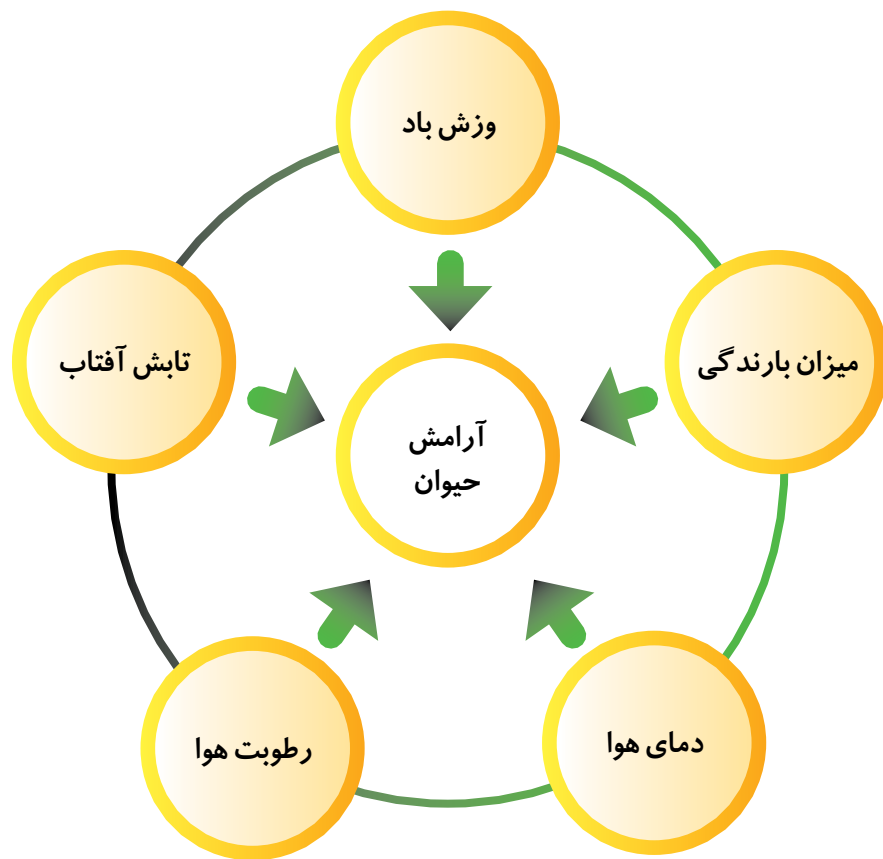 وزش باد
میزان بارندگی
تابش آفتاب
آرامش
حیوان
دمای هوا
رطوبت هوا